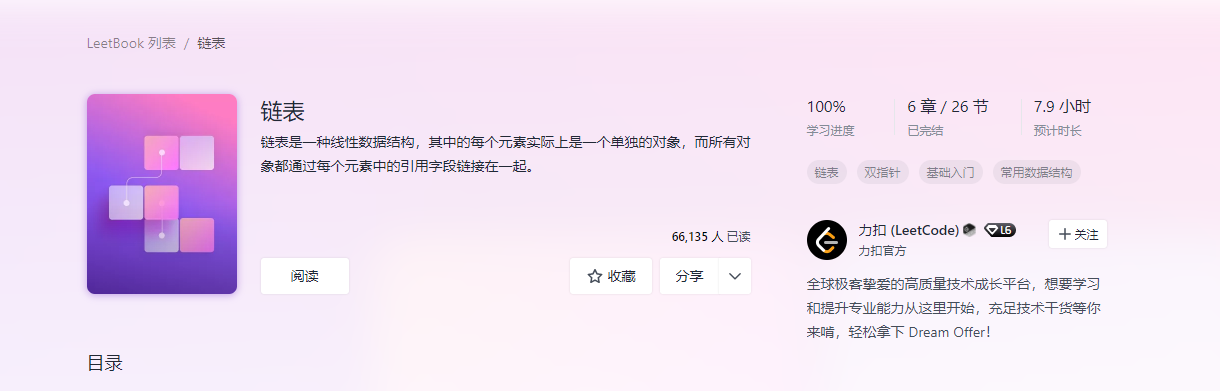 LeetBook 列表 / 链表
链表
链表是一种线性数据结构，其中的每个元素实际上是一个单独的对象，而所有对
象都通过每个元素中的引用字段链接在一起。
66,135 人 已读
阅读
收藏
分享
100%
学习进度
6 章 / 26 节
已完结
7.9 小时
预计时长
链表
双指针
基础入门
常用数据结构
力扣 (LeetCode)
L6
力扣官方
关注
全球极客挚爱的高质量技术成长平台，想要学习
和提升专业能力从这里开始，充足技术干货等你
来啃，轻松拿下 Dream Offer！
目录